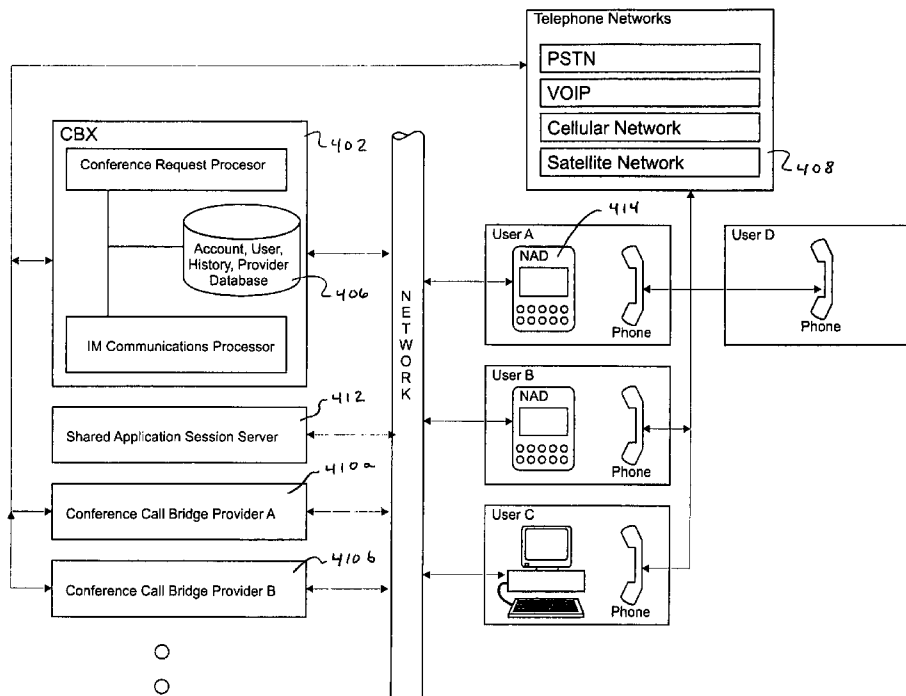 Telephone Networks
PSTN
VOIP
Cellular Network
Satellite Network
408
CBX
402
Conference Request Procesor
Account, User,
History, Provider
Database
406
IM Communications Processor
412
Shared Application Session Server
410a
Conference Call Bridge Provider A
410b
Conference Call Bridge Provider B
NETWORK
User A
NAD
414
Phone
User D
Phone
User B
NAD
Phone
User C
Phone